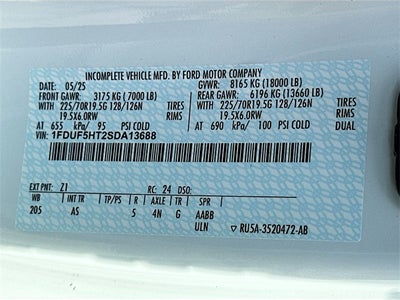 INCOMPLETE VEHICLE MFD. BY FORD MOTOR COMPANY
DATE: 05/25 GVWR: 8165 KG (18000 LB)
FRONT GAWR: 3175 KG (7000 LB) REAR GAWR: 6196 KG (13660 LB)
WITH 225/70R19.5G 128/126N TIRES WITH 225/70R19.5G 128/126N TIRES
19.5X6.0RW RIMS 19.5X6.0RW RIMS
AT 655 kPa/ 95 PSI COLD AT 690 kPa/ 100 PSI COLD
VIN: 1FDUF5HT2SDA13688
EXT PNT: Z1 RC: 24 DSO:
WB INT TR TP/PS R AXLE TR SPR
205 AS 5 4N G AABB
ULN RU5A-3520472-AB